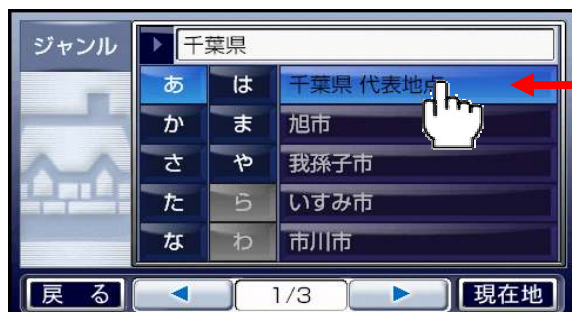 ジャンル
千葉県
あ は 千葉県 代表地点
か ま 旭市
さ や 我孫子市
た ら いすみ市
な わ 市川市
戻る 1/3 現在地